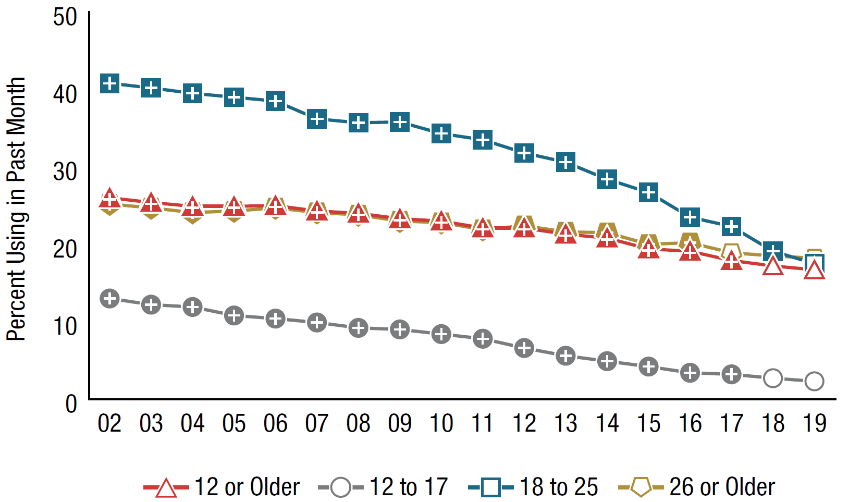 50
40
30
20
10
0
Percent Using in Past Month
02 03 04 05 06 07 08 09 10 11 12 13 14 15 16 17 18 19
12 or Older 12 to 17 18 to 25 26 or Older